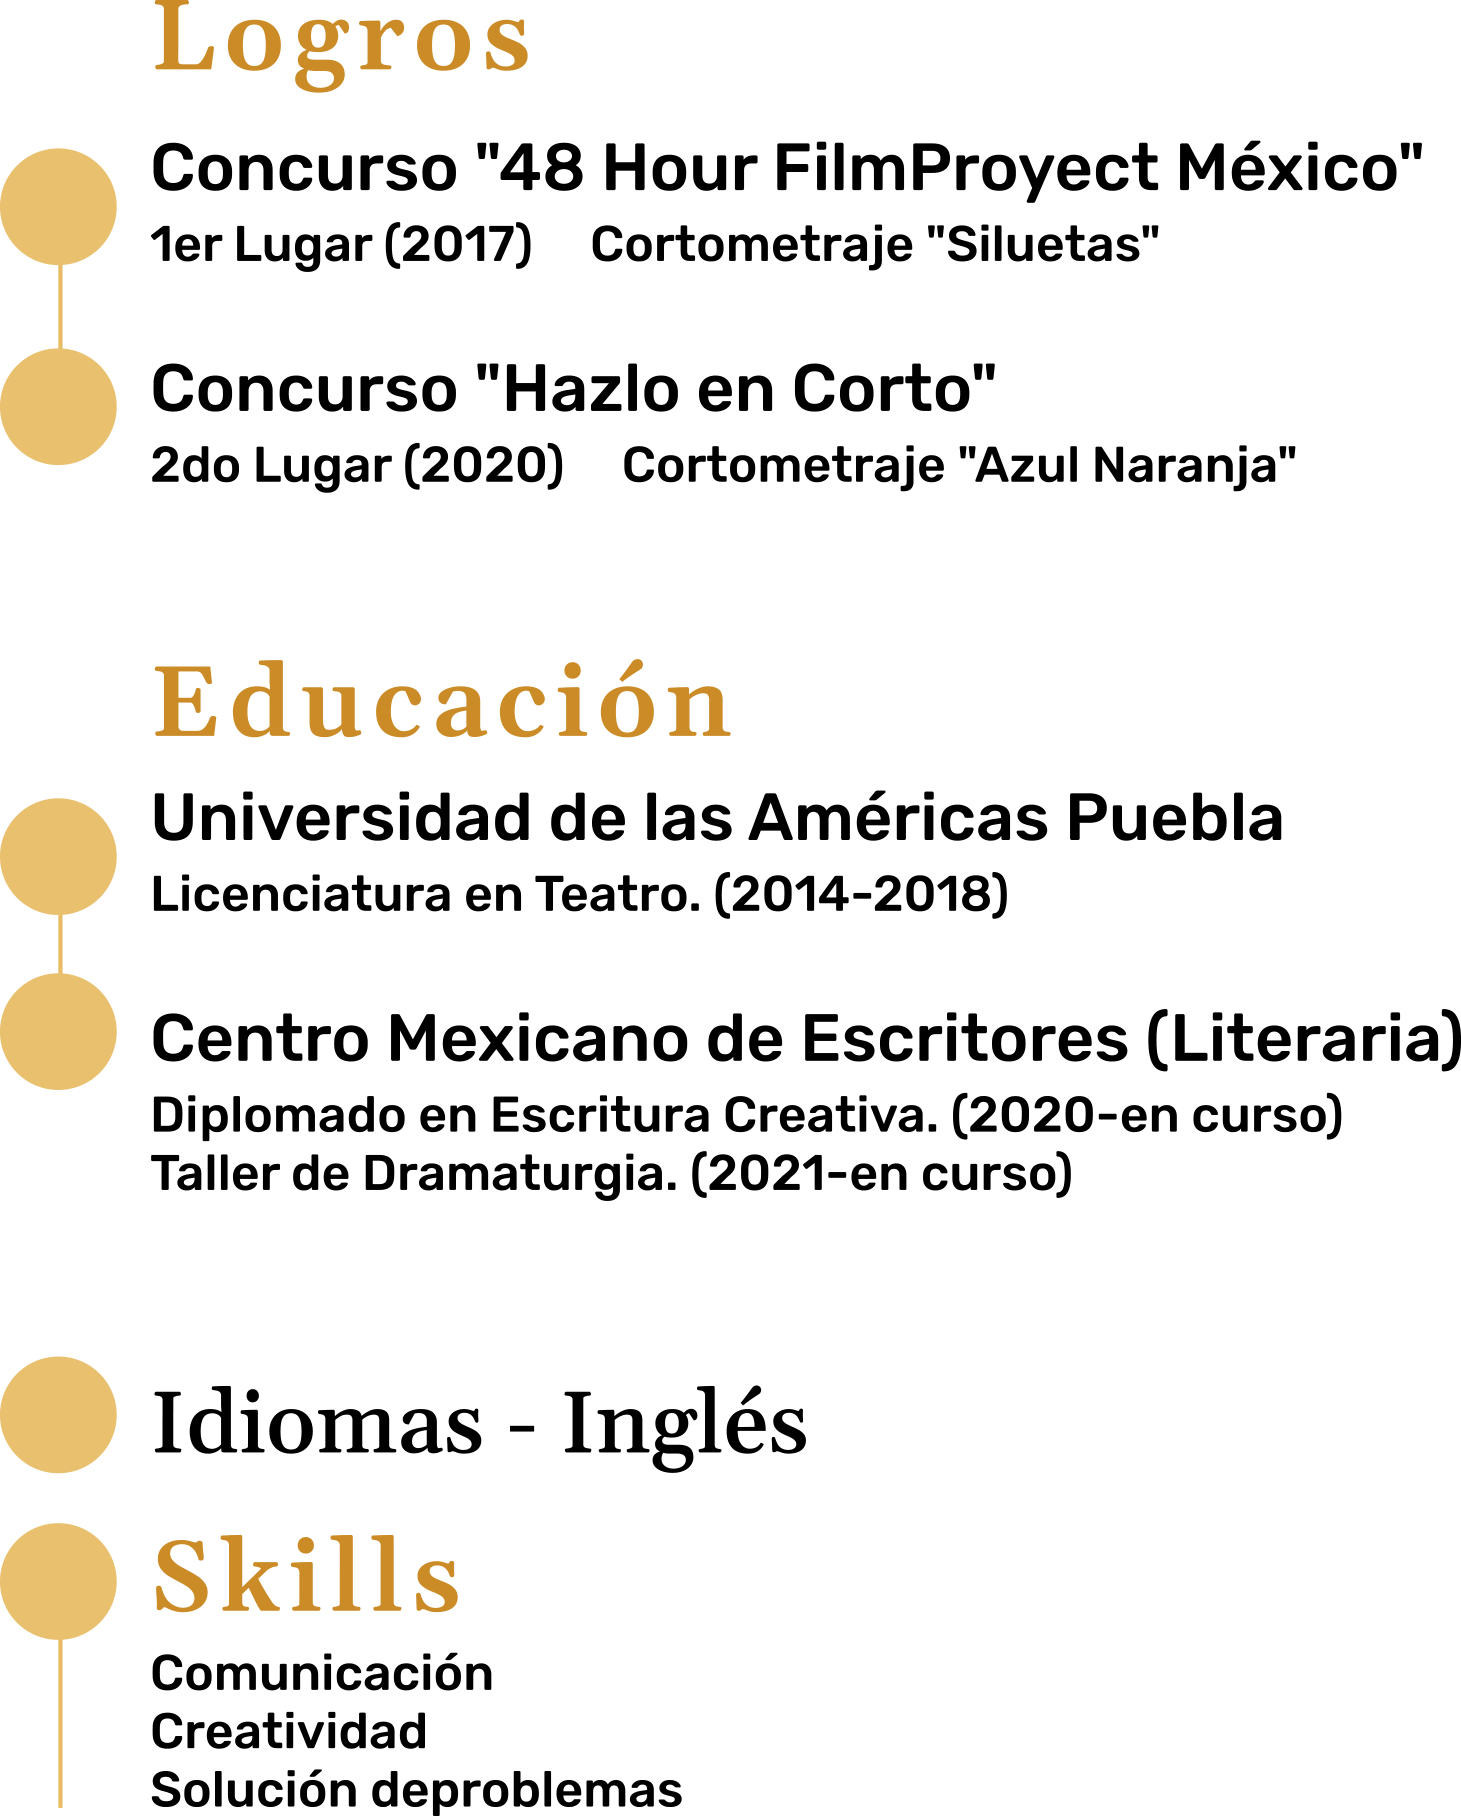 Logros
Concurso "48 Hour FilmProyect México"
1er Lugar (2017) Cortometraje "Siluetas"
Concurso "Hazlo en Corto"
2do Lugar (2020) Cortometraje "Azul Naranja"
Educación
Universidad de las Américas Puebla
Licenciatura en Teatro. (2014-2018)
Centro Mexicano de Escritores (Literaria)
Diplomado en Escritura Creativa. (2020-en curso)
Taller de Dramaturgia. (2021-en curso)
Idiomas - Inglés
Skills
Comunicación
Creatividad
Solución deproblemas